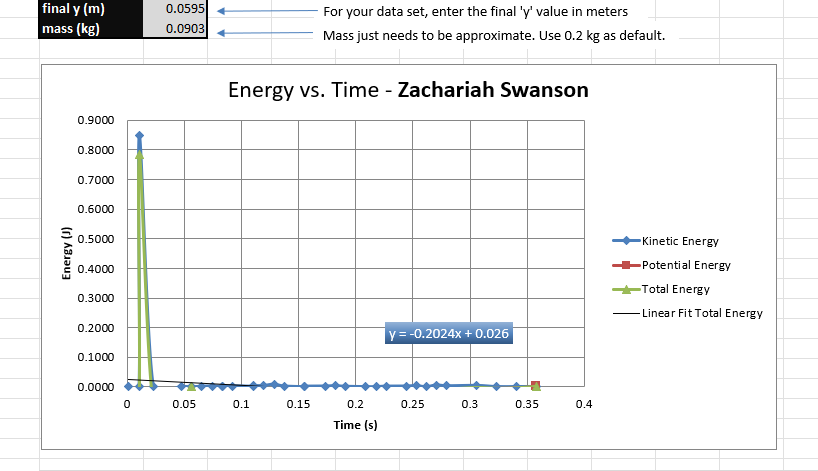 final y (m) 0.0595 For your data set, enter the final 'y' value in meters
mass (kg) 0.0903 Mass just needs to be approximate. Use 0.2 kg as default.
Energy vs. Time - Zachariah Swanson
0.9000
0.8000
0.7000
0.6000
0.5000
0.4000
0.3000
0.2000
0.1000
0.0000
Energy (J)
y = -0.2024x + 0.026
0 0.05 0.1 0.15 0.2 0.25 0.3 0.35 0.4
Time (s)
Kinetic Energy
Potential Energy
Total Energy
Linear Fit Total Energy